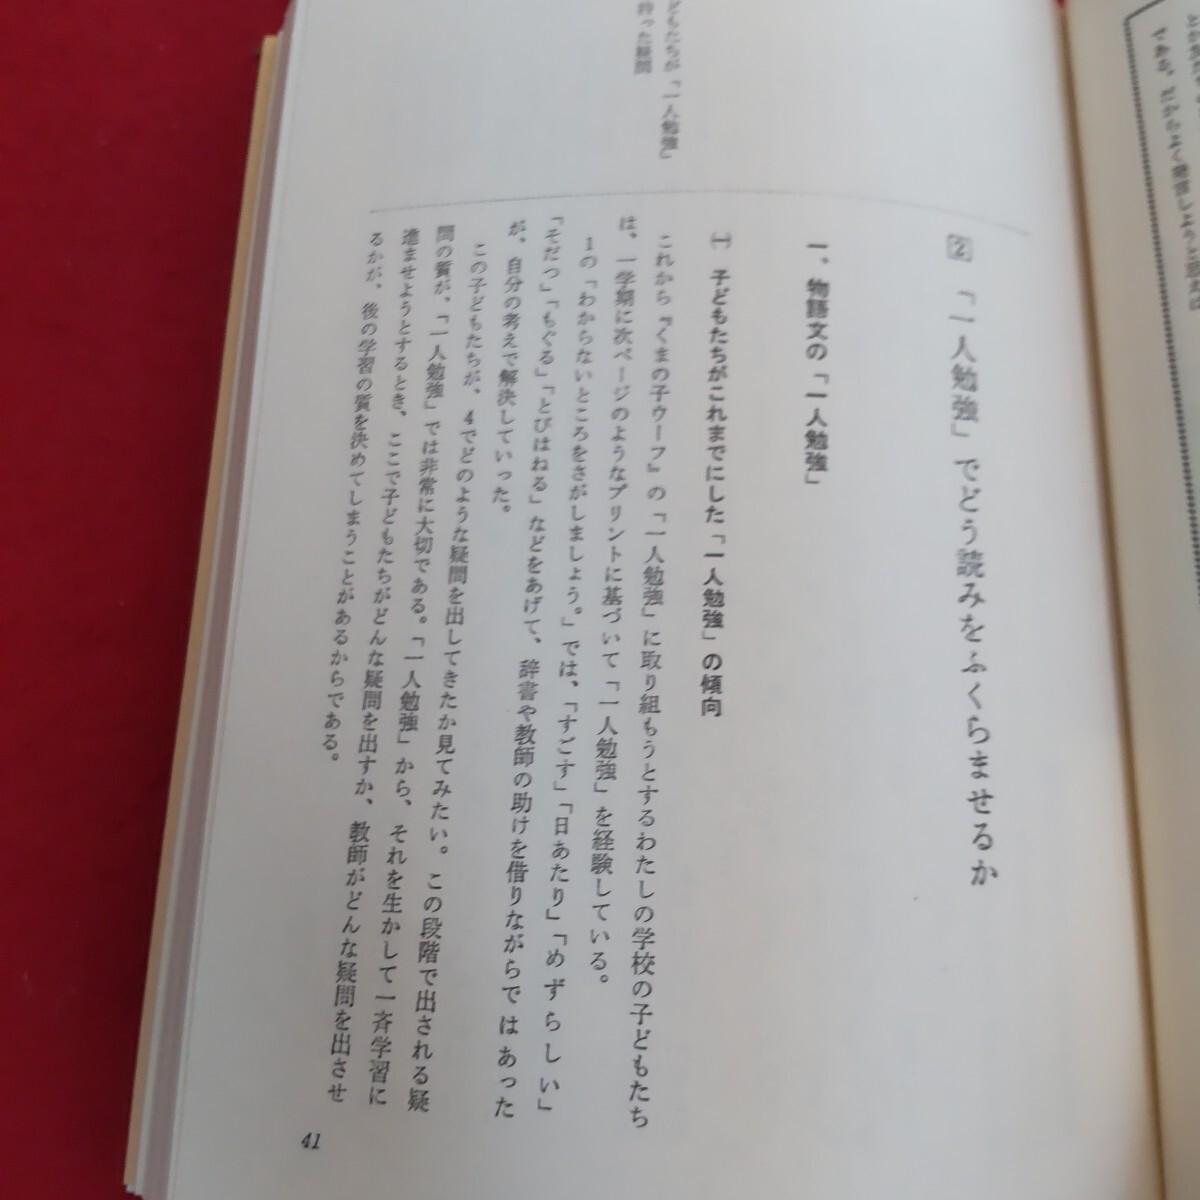 2 「一人勉強」でどう読みをふくらませるか
一、物語文の「一人勉強」
㈠ 子どもたちがこれまでにした「一人勉強」の傾向
これから『くまの子ウーフ』の「一人勉強」に取り組もうとするわたしの学校の子どもたち
は、一学期に次ページのようなプリントに基づいて「一人勉強」を経験している。
1の「わからないところをさがしましょう。」では、「すごす」「日あたり」「めずらしい」
「そだつ」「もぐる」「とびはねる」などをあげて、辞書や教師の助けを借りながらではあった
が、自分の考えで解決していった。
この子どもたちが、4でどのような疑問を出してきたか見てみたい。この段階で出される疑
問の質が、「一人勉強」では非常に大切である。「一人勉強」から、それを生かして一斉学習に
進ませようとするとき、ここで子どもたちがどんな疑問を出すか、教師がどんな疑問を出させ
るかが、後の学習の質を決めてしまうことがあるからである。
どもたちが「一人勉強」
持った疑問
41